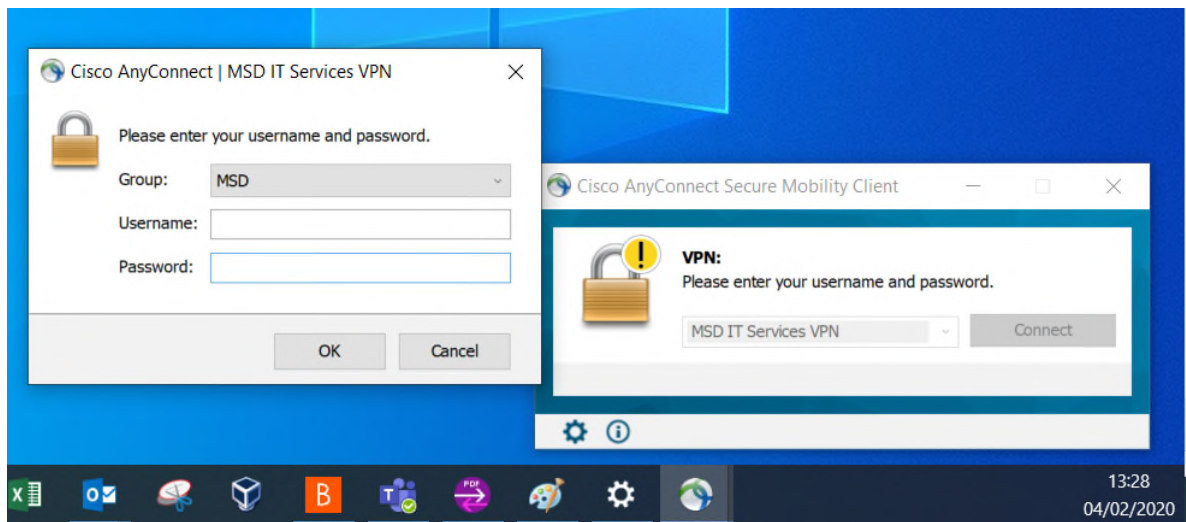 Cisco AnyConnect | MSD IT Services VPN
Please enter your username and password.
Group: MSD
Username:
Password:
OK Cancel
Cisco AnyConnect Secure Mobility Client
VPN:
Please enter your username and password.
MSD IT Services VPN Connect
X B T PDF
13:28
04/02/2020